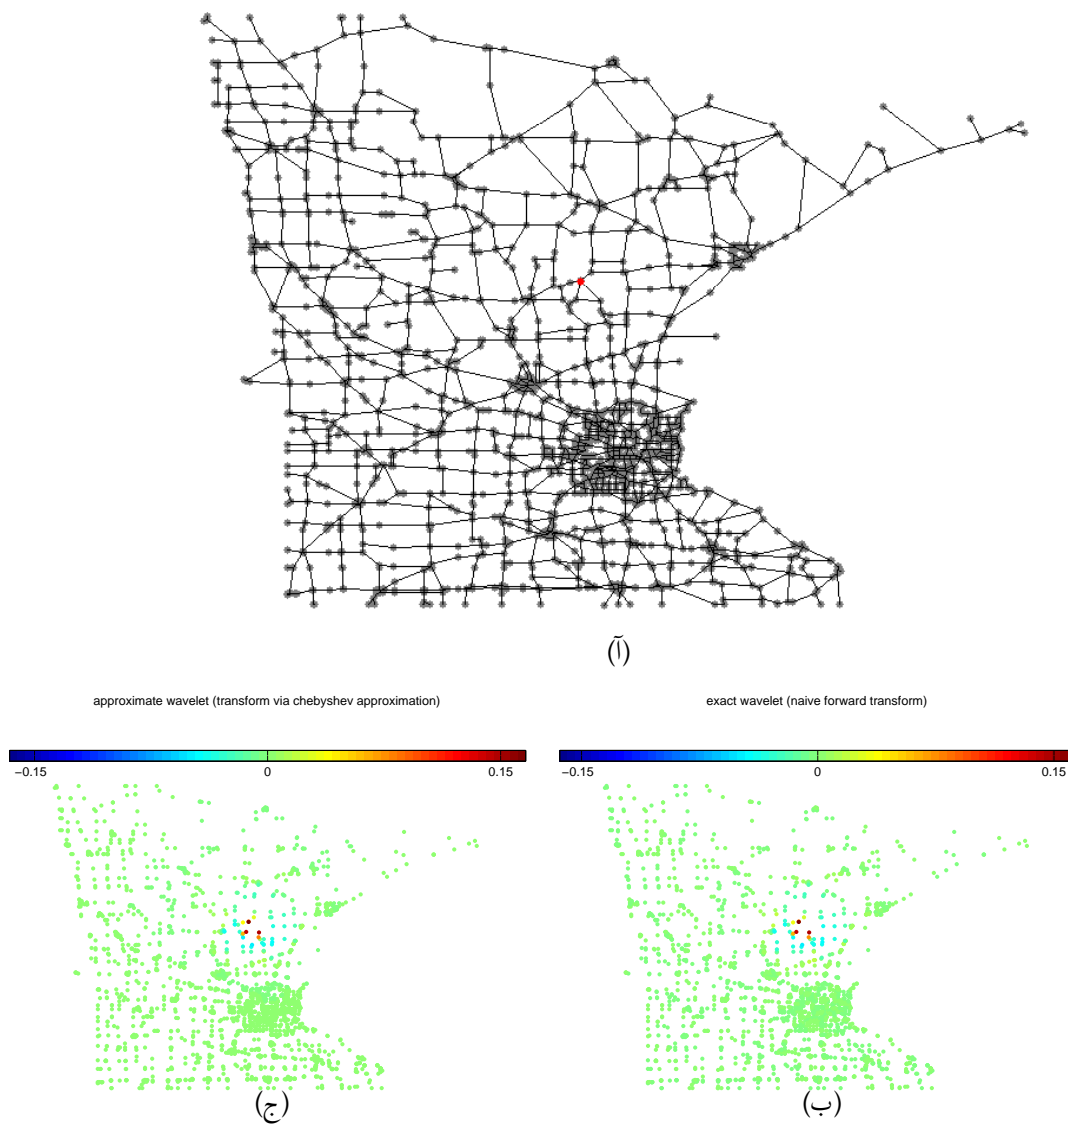 (آ)
approximate wavelet (transform via chebyshev approximation)
exact wavelet (naive forward transform)
−0.15 0 0.15
−0.15 0 0.15
(ج)
(ب)